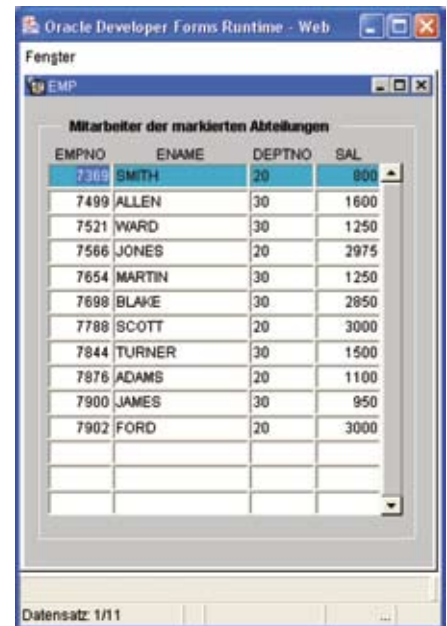 Oracle Developer Forms Runtime - Web
Fenster
EMP
Mitarbeiter der markierten Abteilungen
EMPNO ENAME DEPTNO SAL
7369 SMITH 20 800
7499 ALLEN 30 1600
7521 WARD 30 1250
7566 JONES 20 2975
7654 MARTIN 30 1250
7698 BLAKE 30 2850
7788 SCOTT 20 3000
7844 TURNER 30 1500
7876 ADAMS 20 1100
7900 JAMES 30 950
7902 FORD 20 3000
Datensatz: 1/11
...